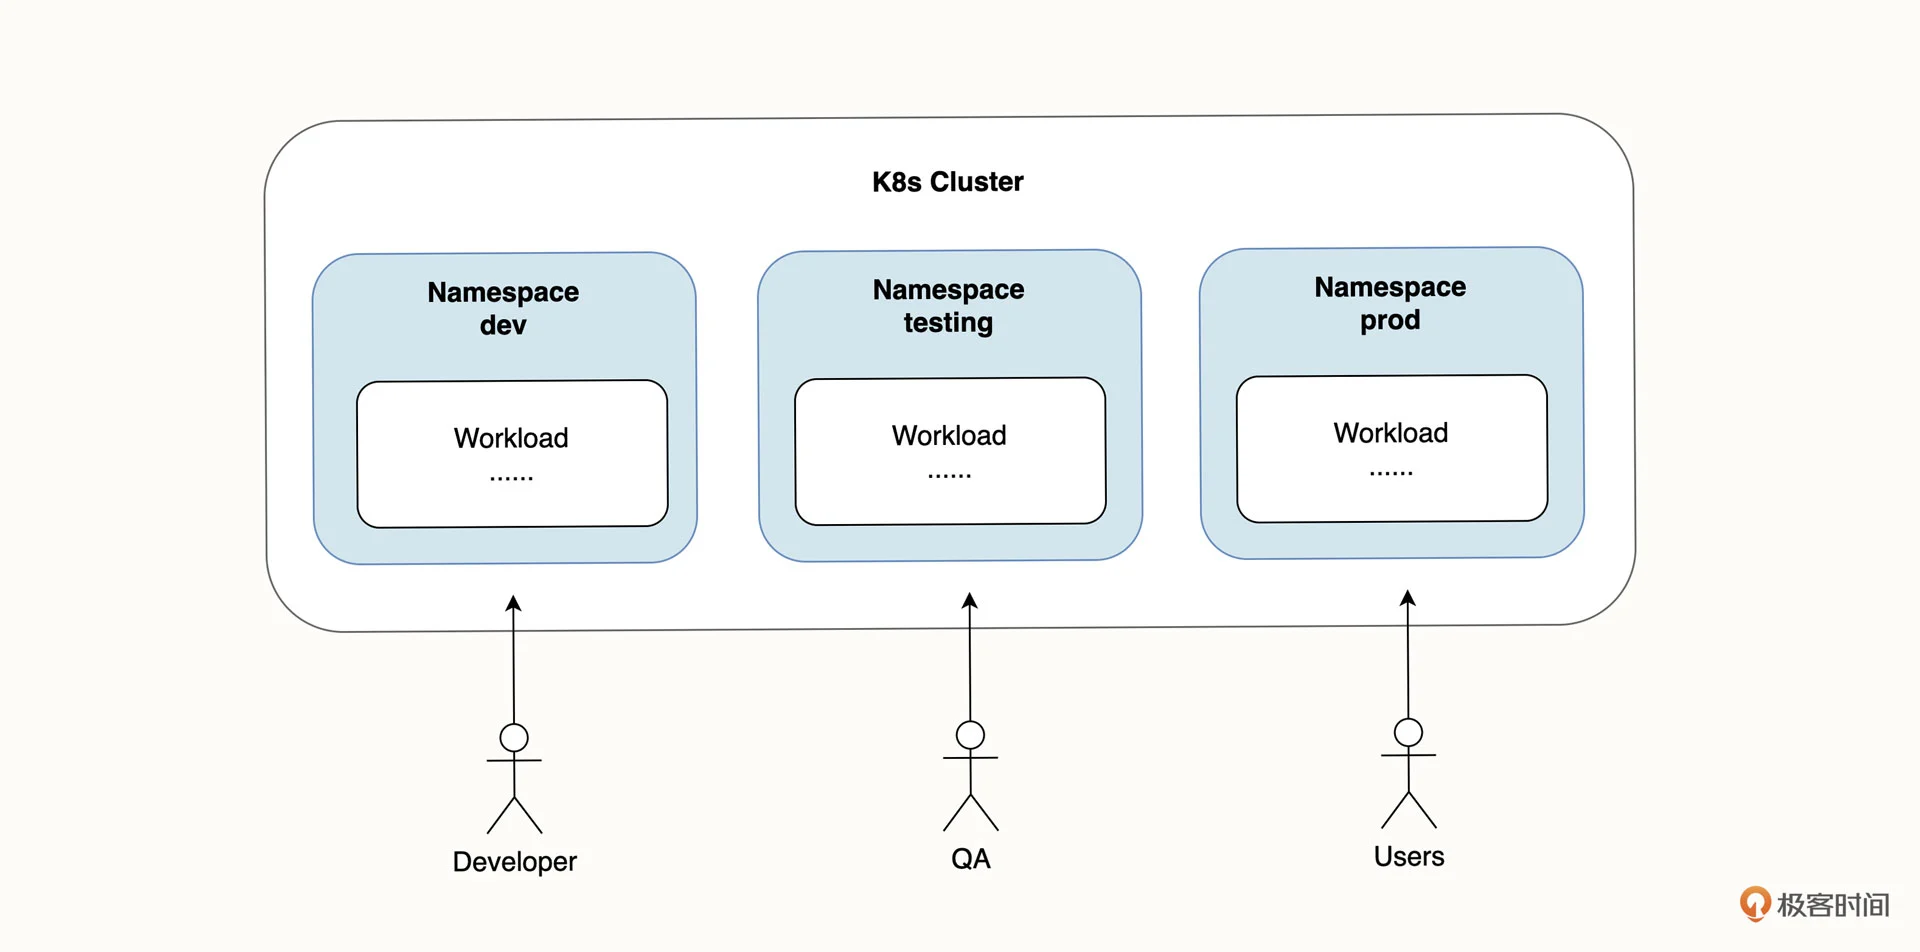 K8s Cluster
Namespace
dev
Workload
......
Namespace
testing
Workload
......
Namespace
prod
Workload
......
Developer
QA
Users
极客时间